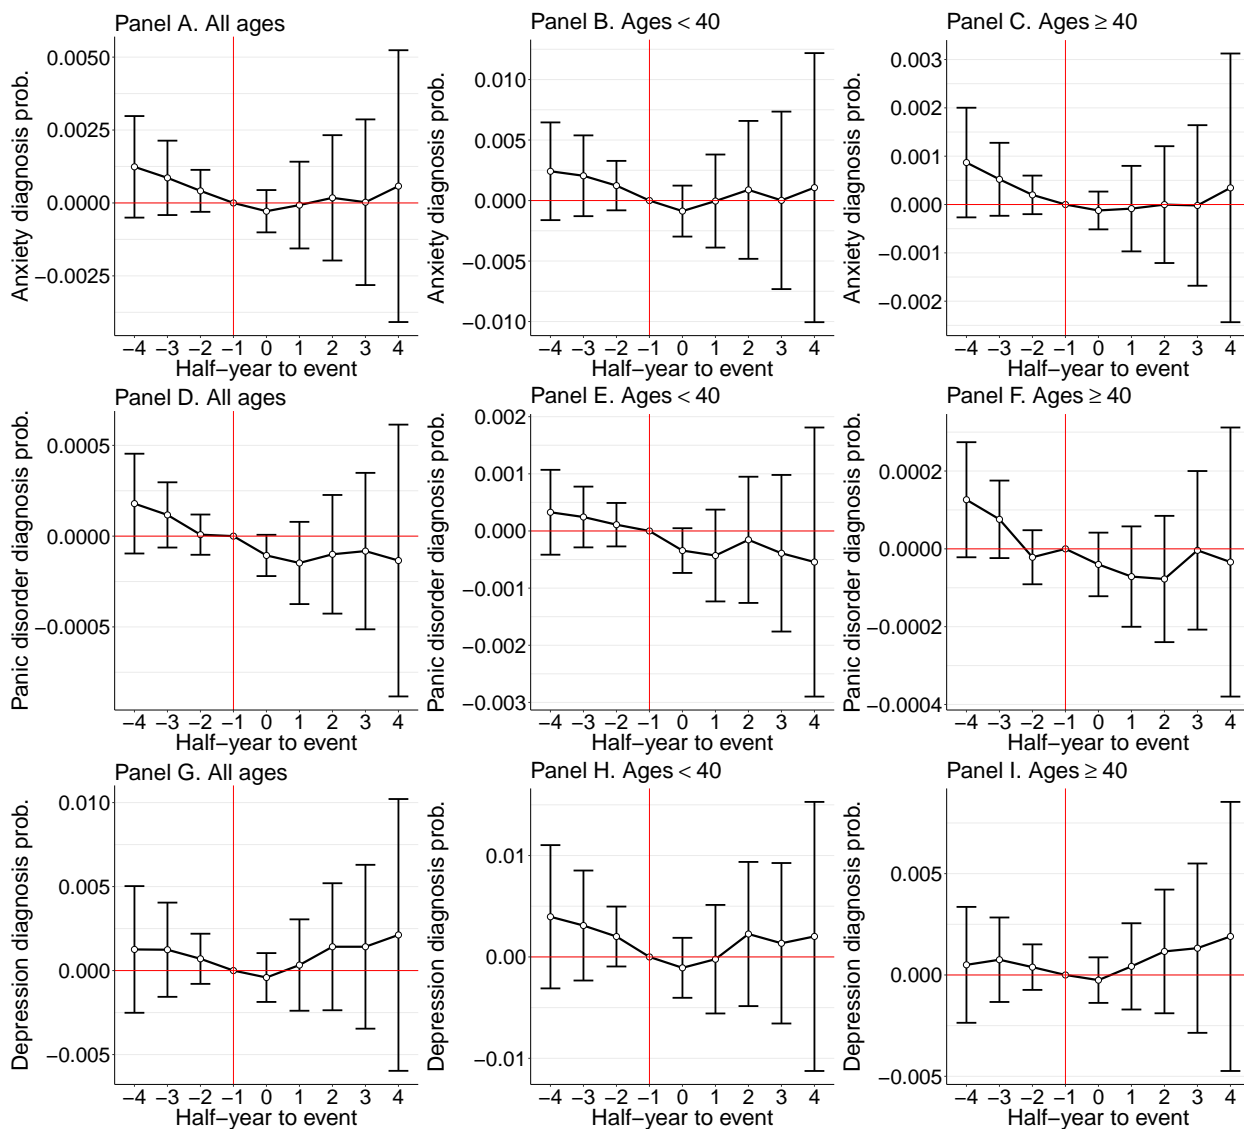 Panel A. All ages
Anxiety diagnosis prob.
0.0050
0.0025
0.0000
−0.0025
−4 −3 −2 −1 0 1 2 3 4
Half−year to event
Panel B. Ages < 40
Anxiety diagnosis prob.
0.010
0.005
0.000
−0.005
−0.010
−4 −3 −2 −1 0 1 2 3 4
Half−year to event
Panel C. Ages ≥ 40
Anxiety diagnosis prob.
0.003
0.002
0.001
0.000
−0.001
−0.002
−4 −3 −2 −1 0 1 2 3 4
Half−year to event
Panel D. All ages
Panic disorder diagnosis prob.
0.0005
0.0000
−0.0005
−4 −3 −2 −1 0 1 2 3 4
Half−year to event
Panel E. Ages < 40
Panic disorder diagnosis prob.
0.002
0.001
0.000
−0.001
−0.002
−0.003
−4 −3 −2 −1 0 1 2 3 4
Half−year to event
Panel F. Ages ≥ 40
Panic disorder diagnosis prob.
0.0002
0.0000
−0.0002
−0.0004
−4 −3 −2 −1 0 1 2 3 4
Half−year to event
Panel G. All ages
Depression diagnosis prob.
0.010
0.005
0.000
−0.005
−4 −3 −2 −1 0 1 2 3 4
Half−year to event
Panel H. Ages < 40
Depression diagnosis prob.
0.01
0.00
−0.01
−4 −3 −2 −1 0 1 2 3 4
Half−year to event
Panel I. Ages ≥ 40
Depression diagnosis prob.
0.005
0.000
−0.005
−4 −3 −2 −1 0 1 2 3 4
Half−year to event